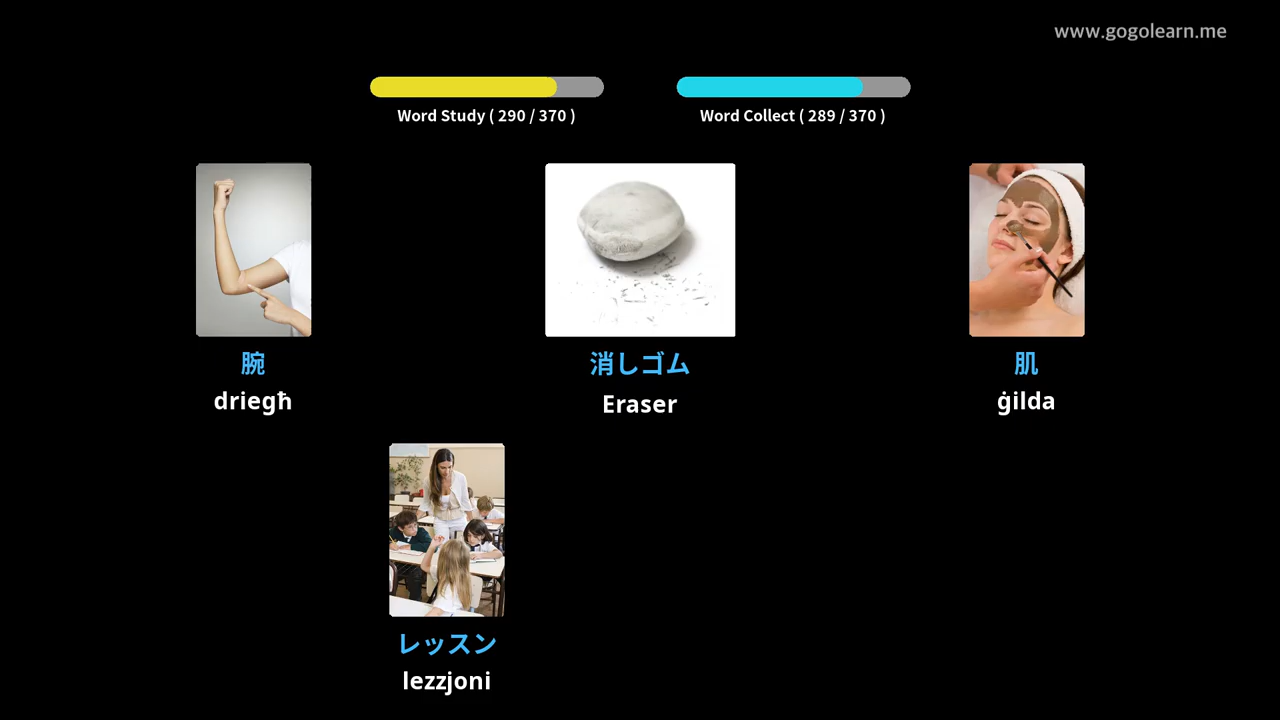 www.gogolearn.me
Word Study ( 290 / 370 )
Word Collect ( 289 / 370 )
腕
driegħ
消しゴム
Eraser
肌
ġilda
レッスン
lezzjoni